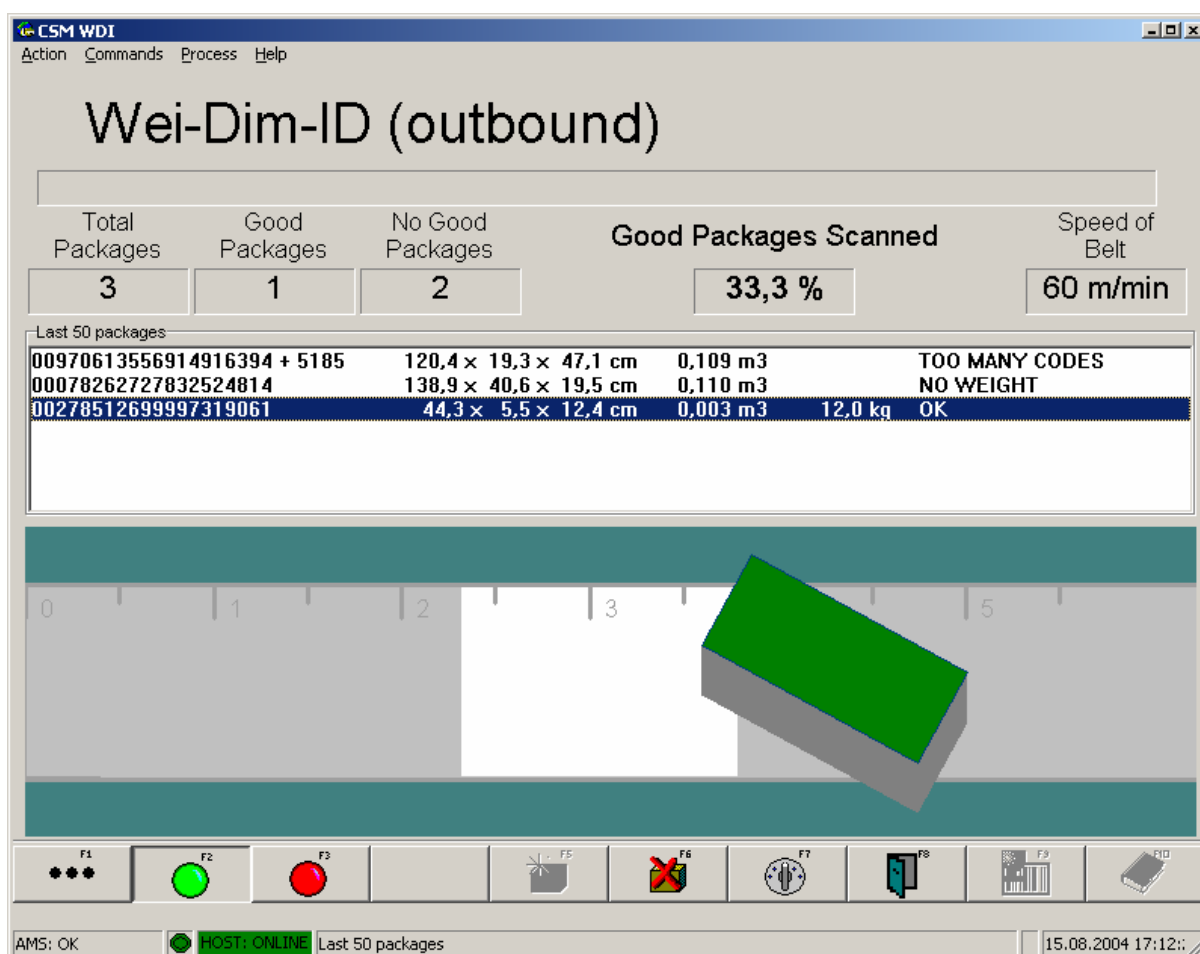 CSM WDI
Action Commands Process Help
Wei-Dim-ID (outbound)
Total Packages
Good Packages
No Good Packages
Good Packages Scanned
Speed of Belt
3
1
2
33,3 %
60 m/min
Last 50 packages
00970613556914916394 + 5185 120,4 x 19,3 x 47,1 cm 0,109 m3 TOO MANY CODES
00078262727832524814 138,9 x 40,6 x 19,5 cm 0,110 m3 NO WEIGHT
00278512699997319061 44,3 x 5,5 x 12,4 cm 0,003 m3 12,0 kg OK
0 1 2 3 5
F1 F2 F3 F5 F6 F7 F8 F9 F10
AMS: OK HOST: ONLINE Last 50 packages 15.08.2004 17:12: